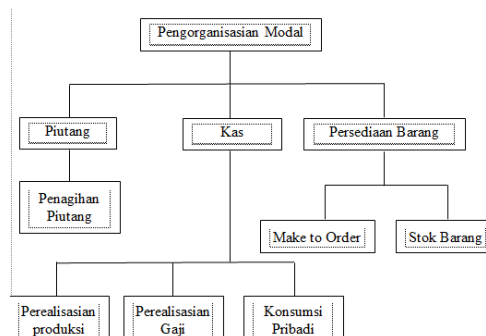 Pengorganisasian Modal
Piutang
Kas
Persediaan Barang
Penagihan
Piutang
Make to Order
Stok Barang
Perealisasian
produksi
Perealisasian
Gaji
Konsumsi
Pribadi